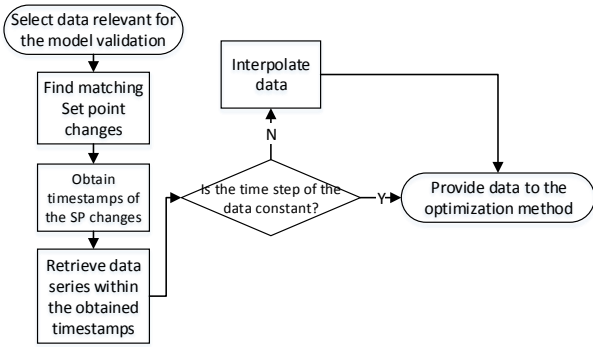 Select data relevant for
the model validation
Find matching
Set point
changes
Obtain
timestamps of
the SP changes
Retrieve data
series within
the obtained
timestamps
Is the time step of the
data constant?
N
Interpolate
data
Y
Provide data to the
optimization method